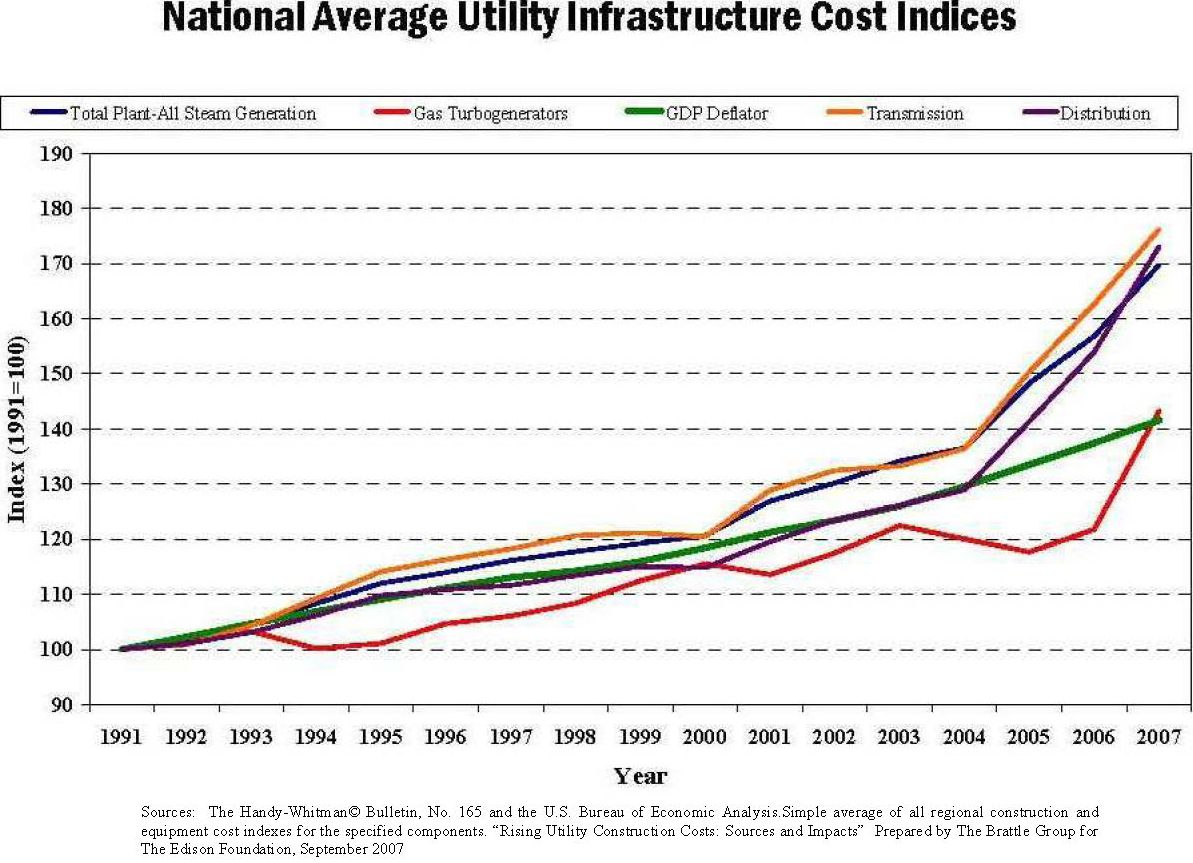 National Average Utility Infrastructure Cost Indices
Total Plant-All Steam Generation Gas Turbogenerators GDP Deflator Transmission Distribution
190
180
170
160
150
140
130
120
110
100
90
Index (1991=100)
1991 1992 1993 1994 1995 1996 1997 1998 1999 2000 2001 2002 2003 2004 2005 2006 2007
Year
Sources: The Handy-Whitman© Bulletin, No. 165 and the U.S. Bureau of Economic Analysis.Simple average of all regional construction and
equipment cost indexes for the specified components. “Rising Utility Construction Costs: Sources and Impacts” Prepared by The Brattle Group for
The Edison Foundation, September 2007